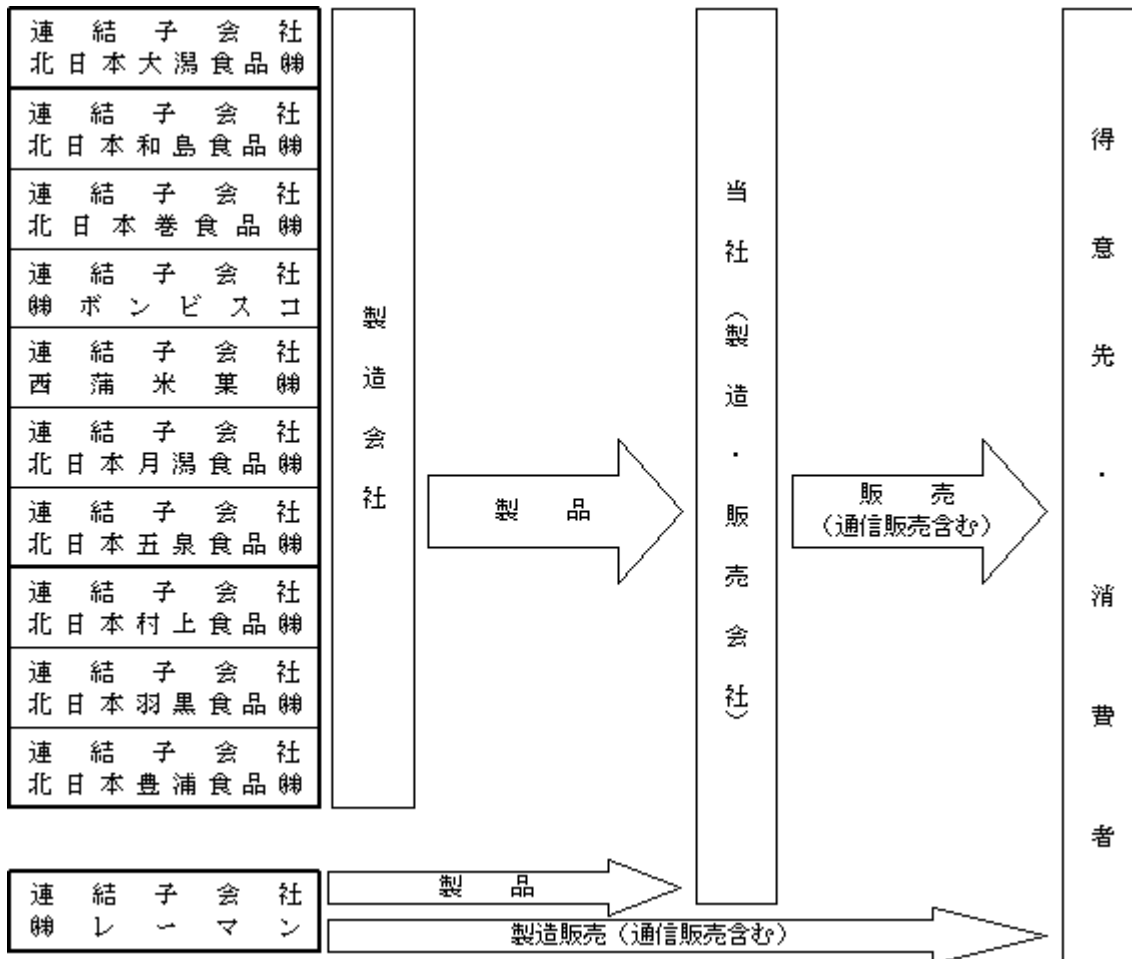 連結子会社
北日本大潟食品㈱
連結子会社
北日本和島食品㈱
連結子会社
北日本巻食品㈱
連結子会社
㈱ボンビスコ
連結子会社
西蒲米菓㈱
連結子会社
北日本月潟食品㈱
連結子会社
北日本五泉食品㈱
連結子会社
北日本村上食品㈱
連結子会社
北日本羽黒食品㈱
連結子会社
北日本豊浦食品㈱
製造会社
製品
当社(製造・販売会社)
販売
(通信販売含む)
得意先・消費者
連結子会社
㈱レーマン
製品
製造販売(通信販売含む)